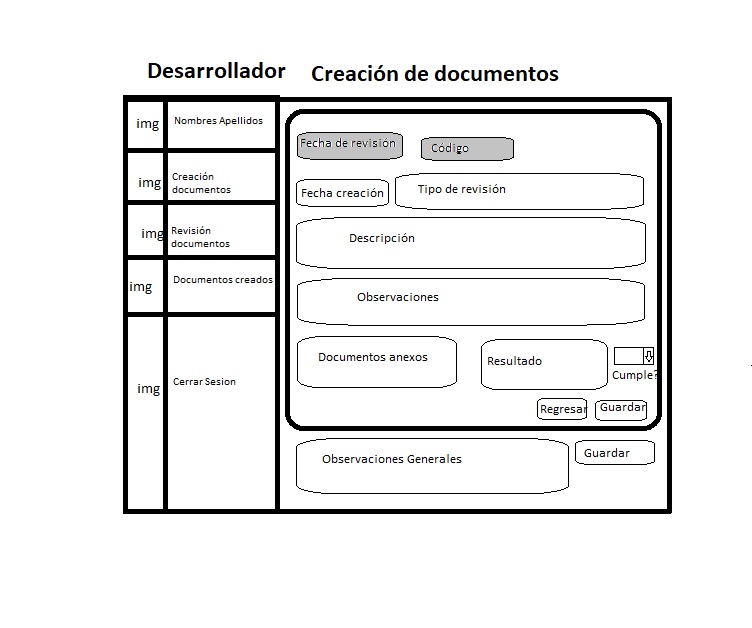 Desarrollador
Creación de documentos
img
Nombres Apellidos
img
Creación
documentos
img
Revisión
documentos
img
Documentos creados
img
Cerrar Sesion
Fecha de revisión
Código
Fecha creación
Tipo de revisión
Descripción
Observaciones
Documentos anexos
Resultado
Cumple?
Regresar
Guardar
Observaciones Generales
Guardar